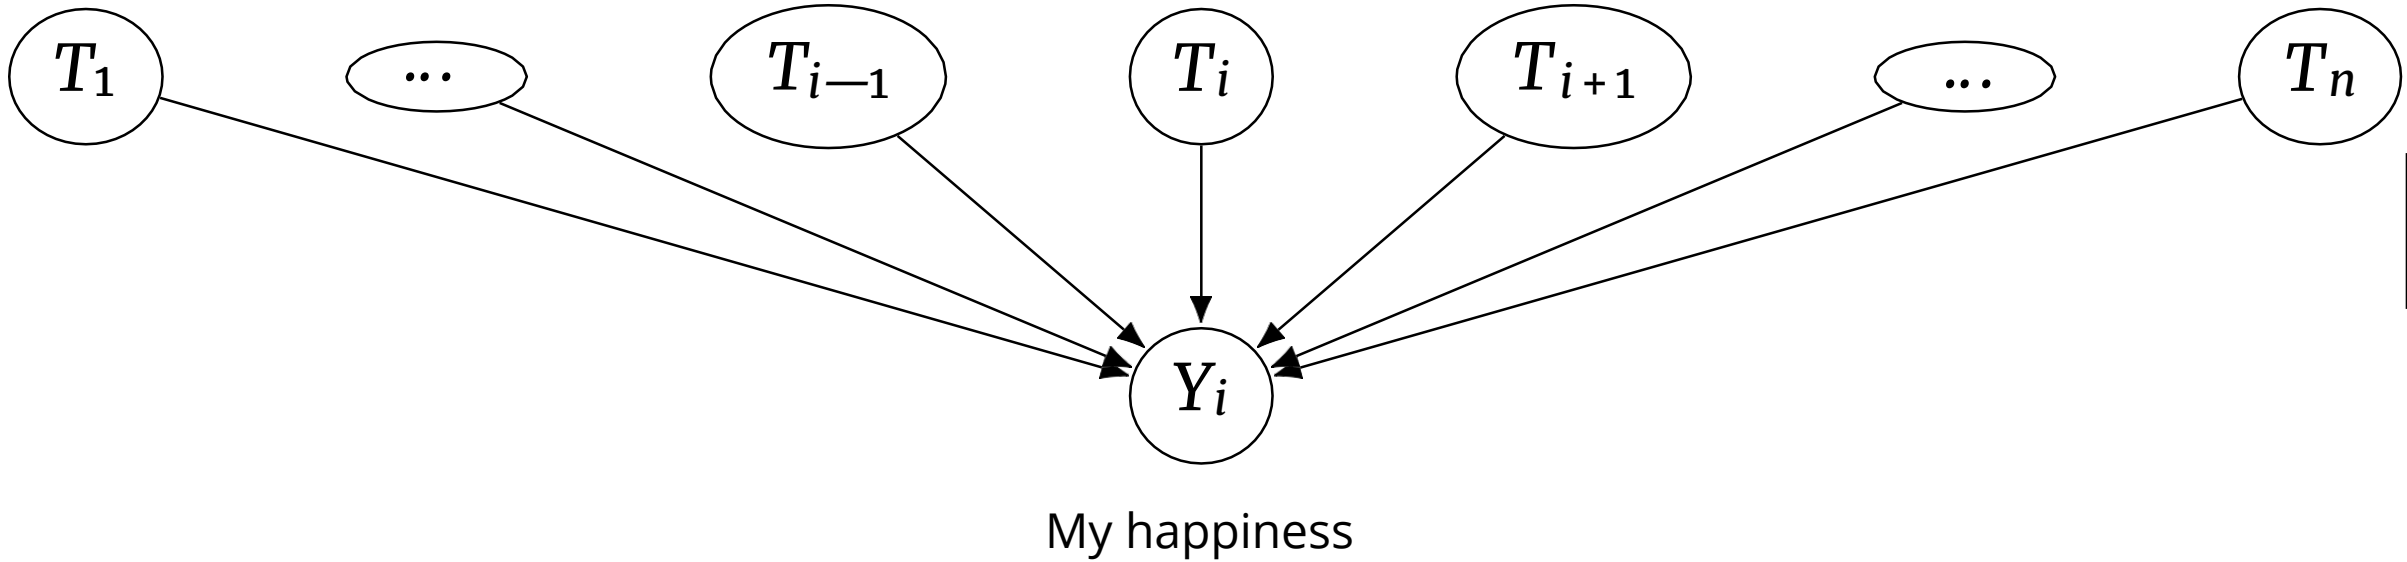 T₁ ... Tᵢ₋₁ Tᵢ Tᵢ₊₁ ... Tₙ
Yᵢ
My happiness